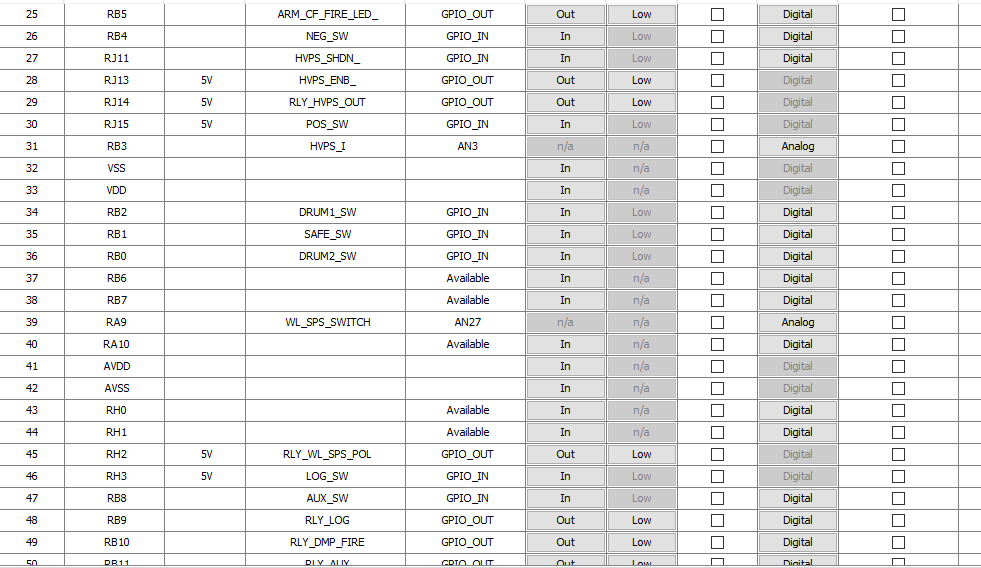 25 RB5 ARM_CF_FIRE_LED_ GPIO_OUT Out Low Digital
26 RB4 NEG_SW GPIO_IN In Low Digital
27 RJ11 HVPS_SHDN_ GPIO_IN In Low Digital
28 RJ13 5V HVPS_ENB_ GPIO_OUT Out Low Digital
29 RJ14 5V RLY_HVPS_OUT GPIO_OUT Out Low Digital
30 RJ15 5V POS_SW GPIO_IN In Low Digital
31 RB3 HVPS_I AN3 n/a n/a Analog
32 VSS In n/a Digital
33 VDD In n/a Digital
34 RB2 DRUM1_SW GPIO_IN In Low Digital
35 RB1 SAFE_SW GPIO_IN In Low Digital
36 RB0 DRUM2_SW GPIO_IN In Low Digital
37 RB6 Available In n/a Digital
38 RB7 Available In n/a Digital
39 RA9 WL_SPS_SWITCH AN27 n/a n/a Analog
40 RA10 Available In n/a Digital
41 AVDD In n/a Digital
42 AVSS In n/a Digital
43 RH0 Available In n/a Digital
44 RH1 Available In n/a Digital
45 RH2 5V RLY_WL_SPS_POL GPIO_OUT Out Low Digital
46 RH3 5V LOG_SW GPIO_IN In Low Digital
47 RB8 AUX_SW GPIO_IN In Low Digital
48 RB9 RLY_LOG GPIO_OUT Out Low Digital
49 RB10 RLY_DMP_FIRE GPIO_OUT Out Low Digital
50 RB11 RLY_AUX GPIO_OUT Out Low Digital